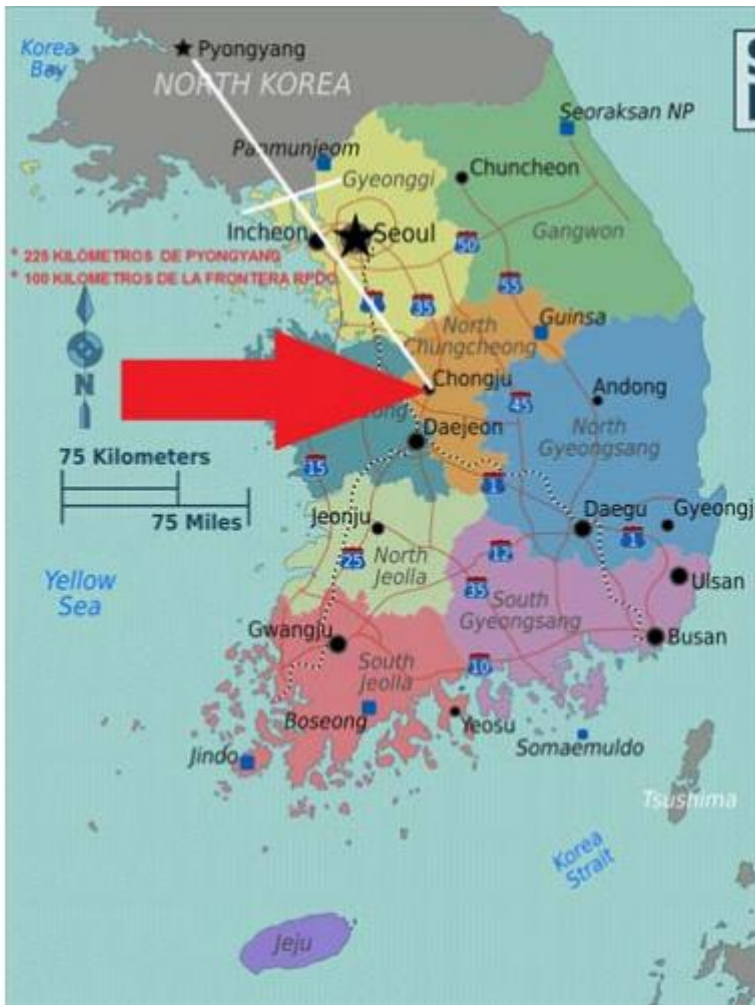 Korea
Bay
Pyongyang
NORTH KOREA
S
Seoraksan NP
Panmunjeom
Gyeonggi
Chuncheon
Incheon
Seoul
Gangwon
50
* 225 KILÓMETROS DE PYONGYANG
* 100 KILOMETROS DE LA FRONTERA RPDC
55
35
North
Chungcheong
Guinsa
N
Chongju
Andong
45
North
Gyeongsang
Daejeon
75 Kilometers
15
1
75 Miles
Jeonju
Daegu
Gyeongj
1
North
Jeolla
25
12
35
South
Gyeongsang
Ulsan
Yellow
Sea
Gwangju
Busan
South
Jeolla
10
Boseong
Yeosu
Somaemuldo
Jindo
Tsushima
Korea
Strait
Jeju